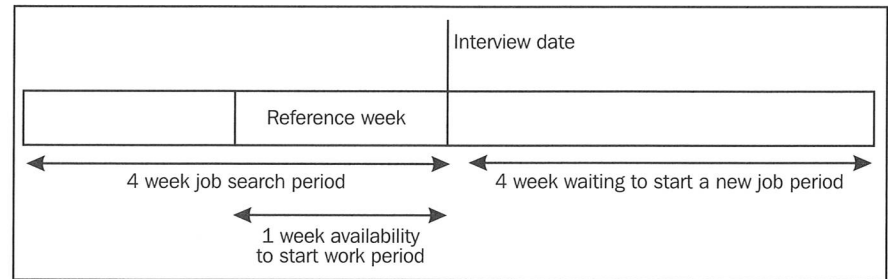 Interview date
Reference week
4 week job search period
4 week waiting to start a new job period
1 week availability
to start work period